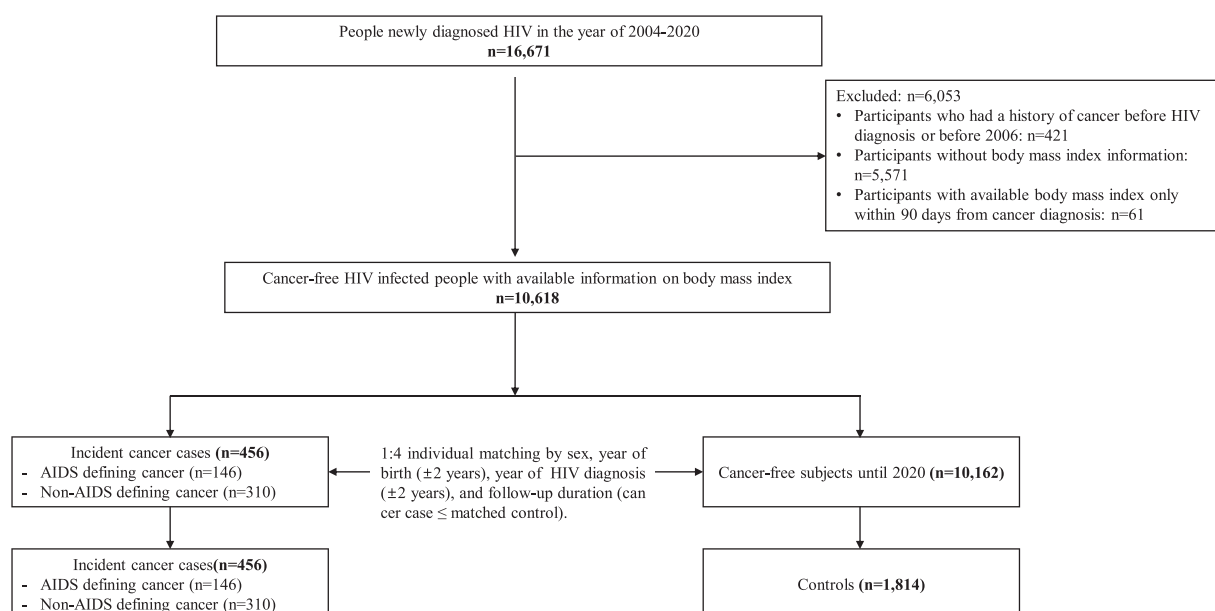 People newly diagnosed HIV in the year of 2004-2020
n=16,671
Excluded: n=6,053
• Participants who had a history of cancer before HIV
diagnosis or before 2006: n=421
• Participants without body mass index information:
n=5,571
• Participants with available body mass index only
within 90 days from cancer diagnosis: n=61
Cancer-free HIV infected people with available information on body mass index
n=10,618
Incident cancer cases (n=456)
- AIDS defining cancer (n=146)
- Non-AIDS defining cancer (n=310)
1:4 individual matching by sex, year of
birth (±2 years), year of HIV diagnosis
(±2 years), and follow-up duration (can
cer case ≤ matched control).
Cancer-free subjects until 2020 (n=10,162)
Incident cancer cases(n=456)
- AIDS defining cancer (n=146)
- Non-AIDS defining cancer (n=310)
Controls (n=1,814)